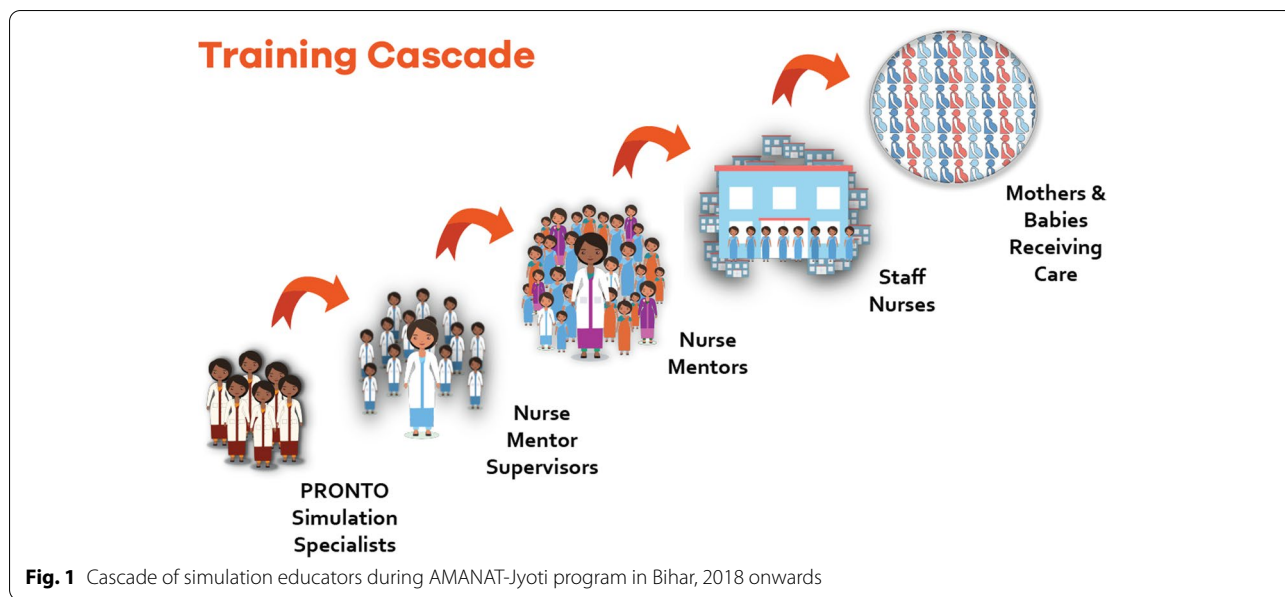 Training Cascade
PRONTO
Simulation
Specialists
Nurse
Mentor
Supervisors
Nurse
Mentors
Staff
Nurses
Mothers &
Babies
Receiving
Care
Fig. 1 Cascade of simulation educators during AMANAT-Jyoti program in Bihar, 2018 onwards